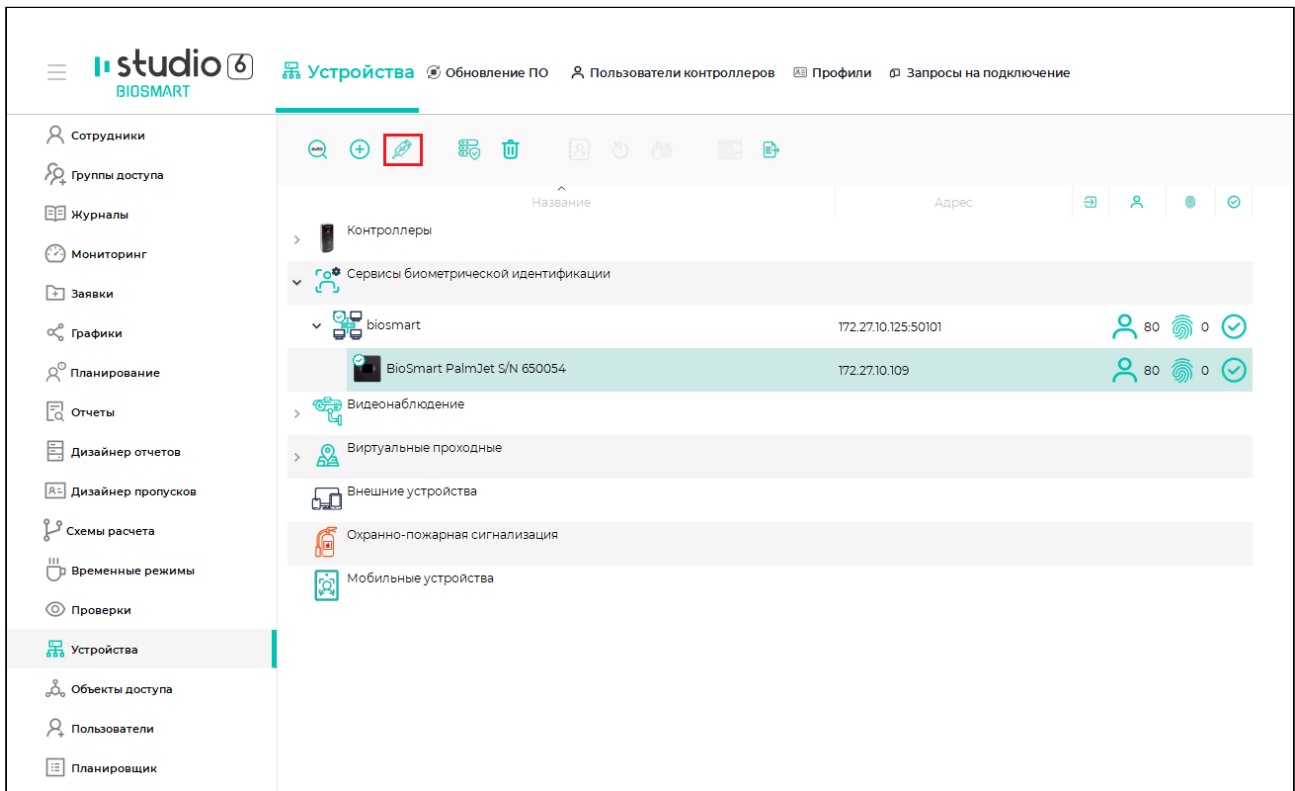 studio 6
BIOSMART
Устройства Обновление ПО Пользователи контроллеров Профили Запросы на подключение
Сотрудники
Группы доступа
Журналы
Мониторинг
Заявки
Графики
Планирование
Отчеты
Дизайнер отчетов
Дизайнер пропусков
Схемы расчета
Временные режимы
Проверки
Устройства
Объекты доступа
Пользователи
Планировщик
auto
Название Адрес
Контроллеры
Сервисы биометрической идентификации
biosmart 172.27.10.125:50101 80 0
BioSmart PalmJet S/N 650054 172.27.10.109 80 0
Видеонаблюдение
Виртуальные проходные
Внешние устройства
Охранно-пожарная сигнализация
Мобильные устройства